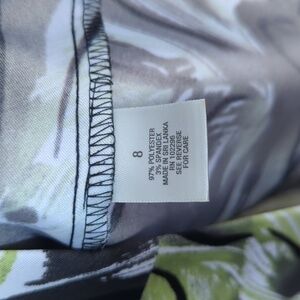 8
97% POLYESTER
3% SPANDEX
MADE IN SRI LANKA
RN 102295
SEE REVERSE
FOR CARE